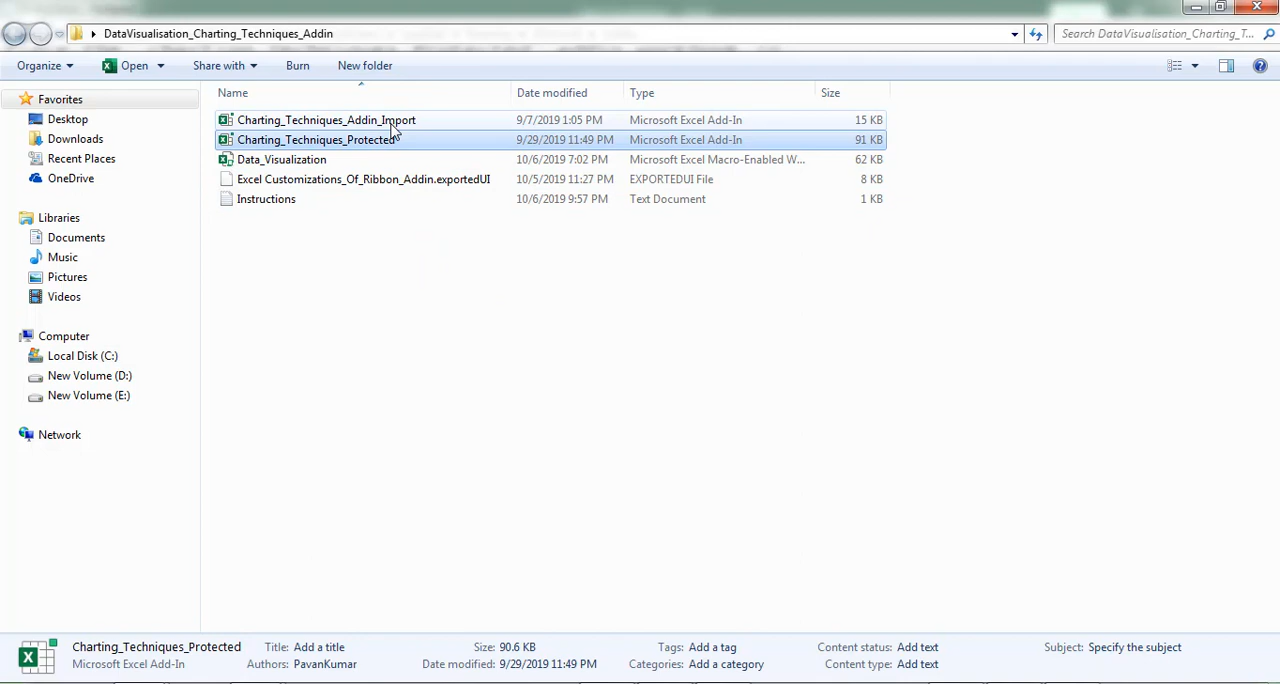 DataVisualisation_Charting_Techniques_Addin
Search DataVisualisation_Charting_T...
Organize Open Share with Burn New folder
Name Date modified Type Size
Favorites
Desktop
Downloads
Recent Places
OneDrive
Libraries
Documents
Music
Pictures
Videos
Computer
Local Disk (C:)
New Volume (D:)
New Volume (E:)
Network
Charting_Techniques_Addin_Import 9/7/2019 1:05 PM Microsoft Excel Add-In 15 KB
Charting_Techniques_Protected 9/29/2019 11:49 PM Microsoft Excel Add-In 91 KB
Data_Visualization 10/6/2019 7:02 PM Microsoft Excel Macro-Enabled W... 62 KB
Excel Customizations_Of_Ribbon_Addin.exportedUI 10/5/2019 11:27 PM EXPORTEDUI File 8 KB
Instructions 10/6/2019 9:57 PM Text Document 1 KB
Charting_Techniques_Protected Title: Add a title Size: 90.6 KB Tags: Add a tag Content status: Add text Subject: Specify the subject
Microsoft Excel Add-In Authors: PavanKumar Date modified: 9/29/2019 11:49 PM Categories: Add a category Content type: Add text